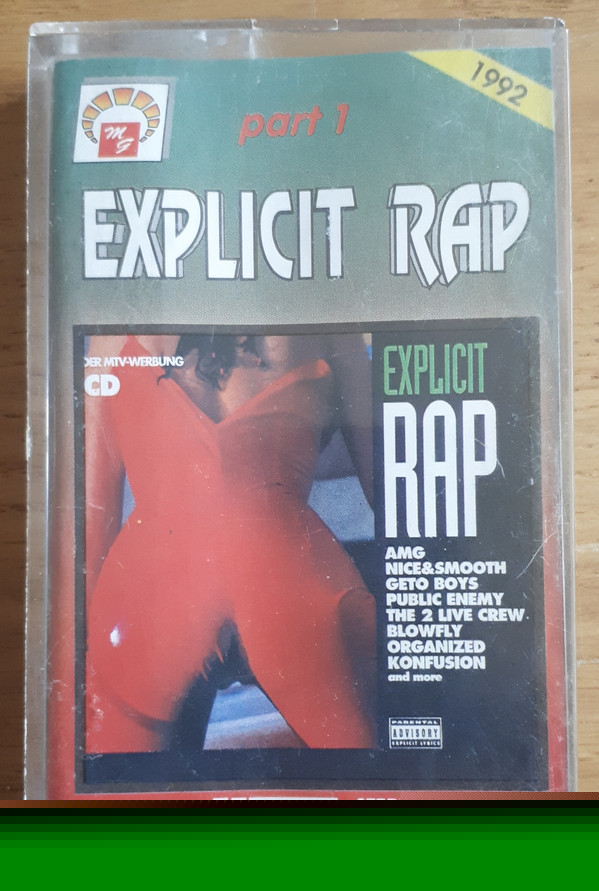 1992
part 1
MG
EXPLICIT RAP
DER MTV-WERBUNG
CD
EXPLICIT
RAP
AMG
NICE&SMOOTH
GETO BOYS
PUBLIC ENEMY
THE 2 LIVE CREW
BLOWFLY
ORGANIZED
KONFUSION
and more
PARENTAL
ADVISORY
EXPLICIT LYRICS